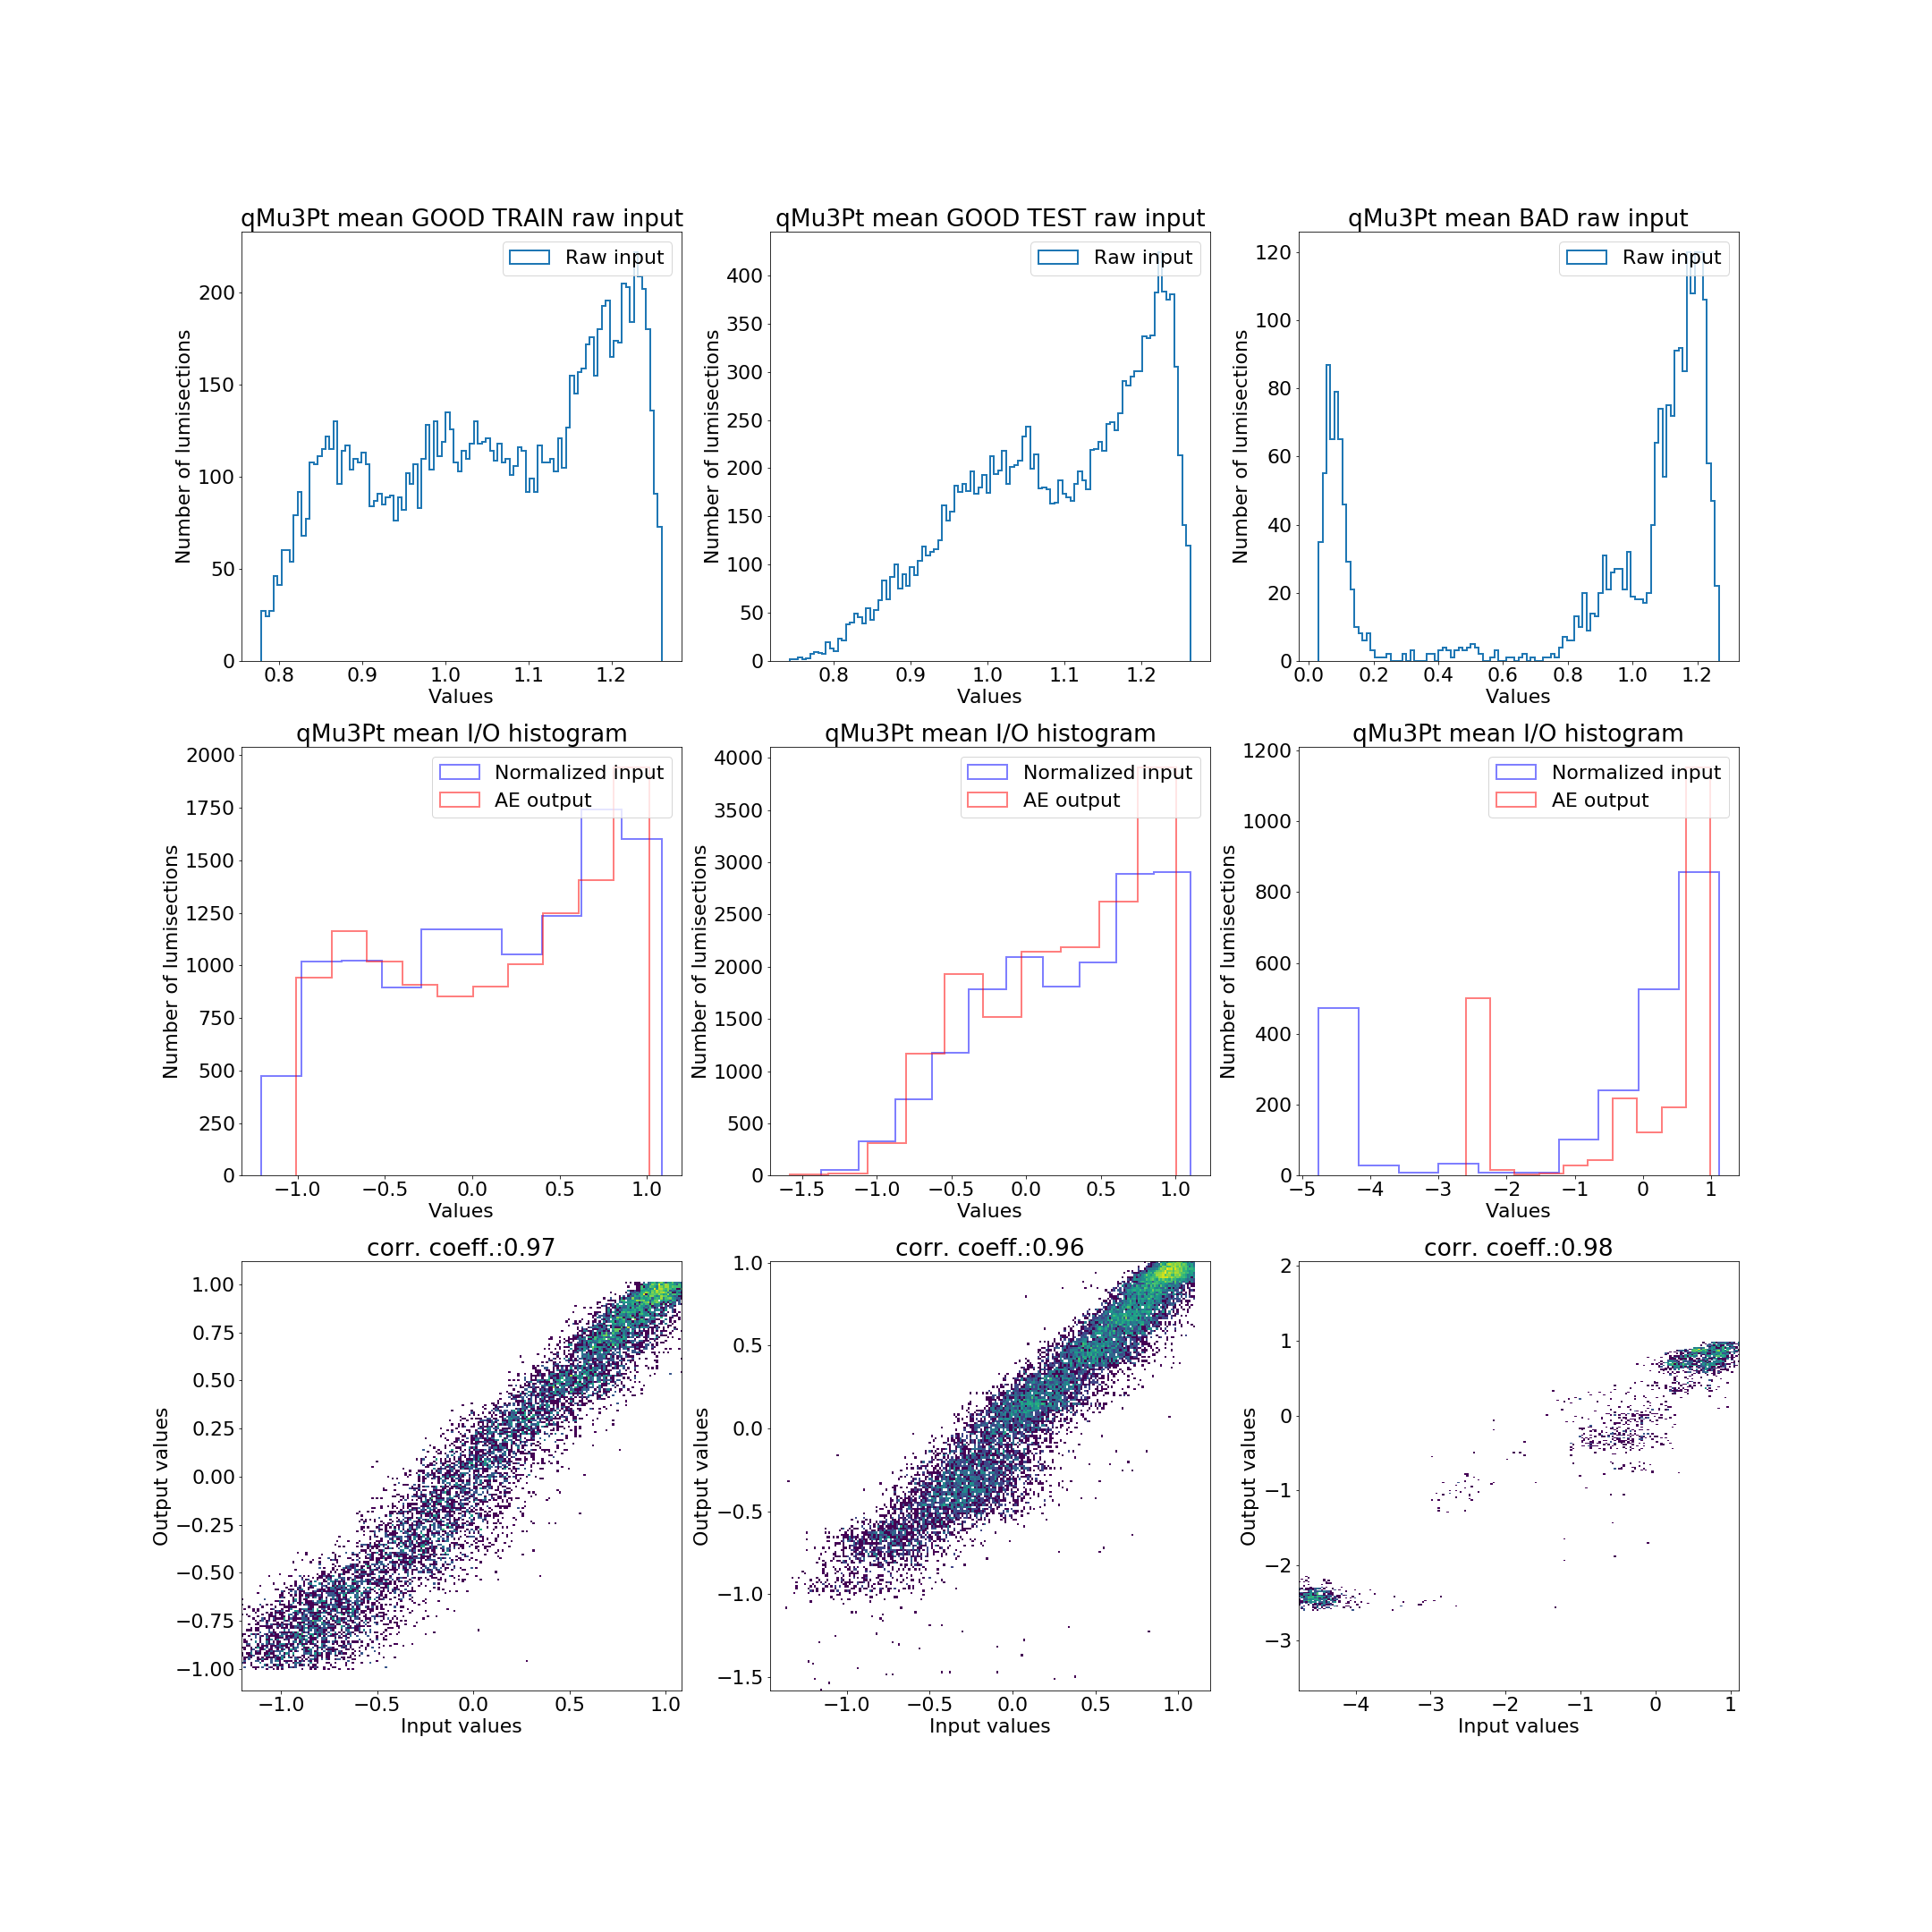 qMu3Pt mean GOOD TRAIN raw input
Raw input
200
150
100
50
0
0.8 0.9 1.0 1.1 1.2
Values
Number of lumisections
qMu3Pt mean GOOD TEST raw input
Raw input
400
350
300
250
200
150
100
50
0
0.8 0.9 1.0 1.1 1.2
Values
Number of lumisections
qMu3Pt mean BAD raw input
Raw input
120
100
80
60
40
20
0
0.0 0.2 0.4 0.6 0.8 1.0 1.2
Values
Number of lumisections
qMu3Pt mean I/O histogram
Normalized input
AE output
2000
1750
1500
1250
1000
750
500
250
0
−1.0 −0.5 0.0 0.5 1.0
Values
Number of lumisections
qMu3Pt mean I/O histogram
Normalized input
AE output
4000
3500
3000
2500
2000
1500
1000
500
0
−1.5 −1.0 −0.5 0.0 0.5 1.0
Values
Number of lumisections
qMu3Pt mean I/O histogram
Normalized input
AE output
1200
1000
800
600
400
200
0
−5 −4 −3 −2 −1 0 1
Values
Number of lumisections
corr. coeff.:0.97
1.00
0.75
0.50
0.25
0.00
−0.25
−0.50
−0.75
−1.00
−1.0 −0.5 0.0 0.5 1.0
Input values
Output values
corr. coeff.:0.96
1.0
0.5
0.0
−0.5
−1.0
−1.5
−1.0 −0.5 0.0 0.5 1.0
Input values
Output values
corr. coeff.:0.98
2
1
0
−1
−2
−3
−4 −3 −2 −1 0 1
Input values
Output values